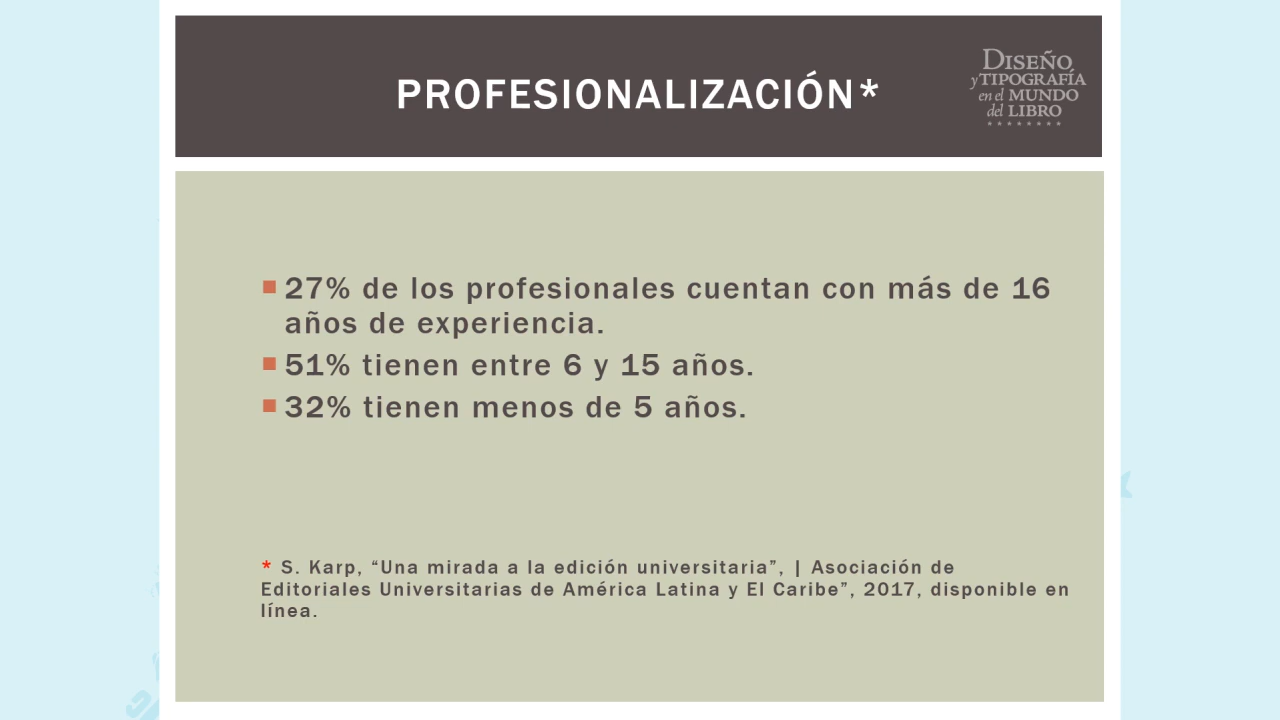 PROFESIONALIZACIÓN*
DISEÑO
y TIPOGRAFÍA
en el MUNDO
del LIBRO
27% de los profesionales cuentan con más de 16
años de experiencia.
51% tienen entre 6 y 15 años.
32% tienen menos de 5 años.
* S. Karp, “Una mirada a la edición universitaria”, | Asociación de
Editoriales Universitarias de América Latina y El Caribe”, 2017, disponible en
línea.